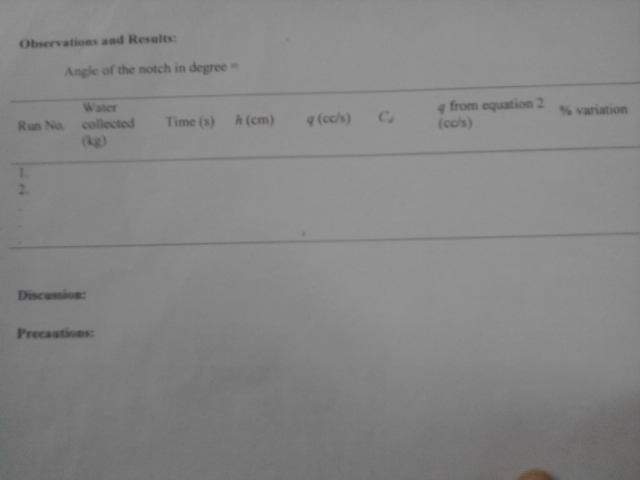 Observations and Results:
Angle of the notch in degree =
Run No. Water collected (kg) Time (s) h (cm) q (cc/s) C_d q from equation 2 (cc/s) % variation
1.
2.
.
.
.
Discussion:
Precautions: